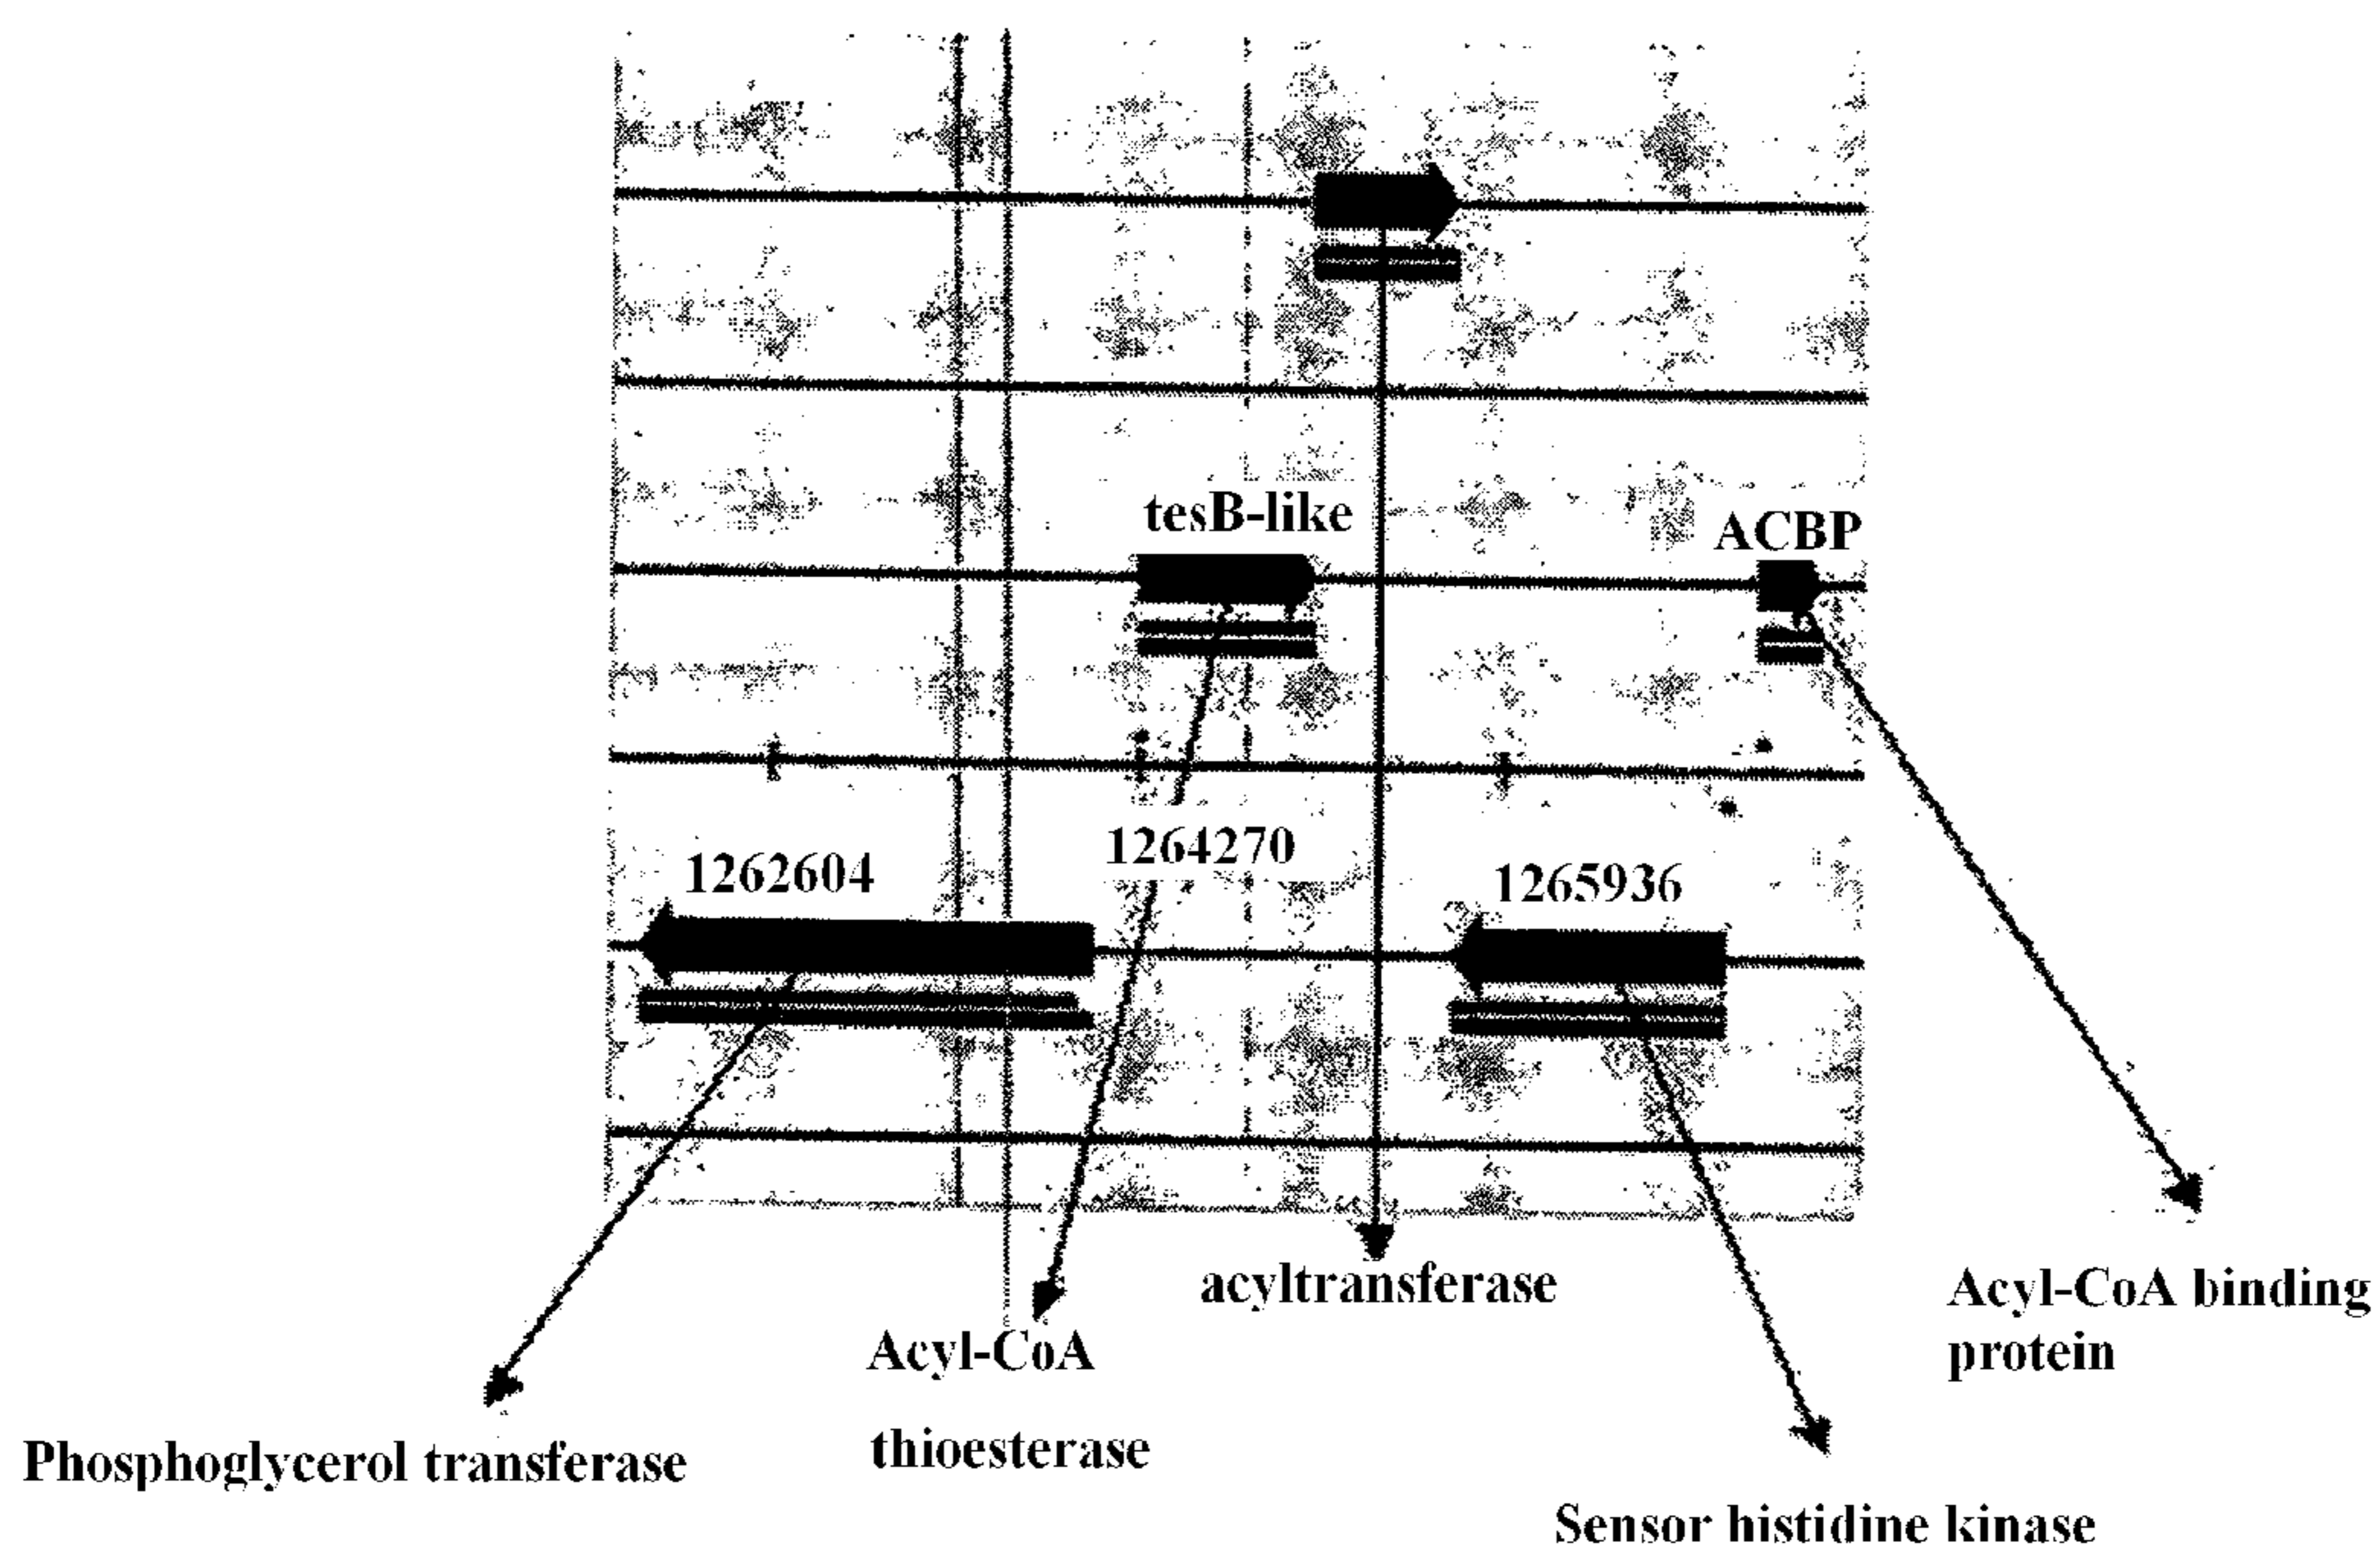 tesB-like
ACBP
1262604
1264270
1265936
acyltransferase
Acyl-CoA binding
protein
Acyl-CoA
thioesterase
Phosphoglycerol transferase
Sensor histidine kinase